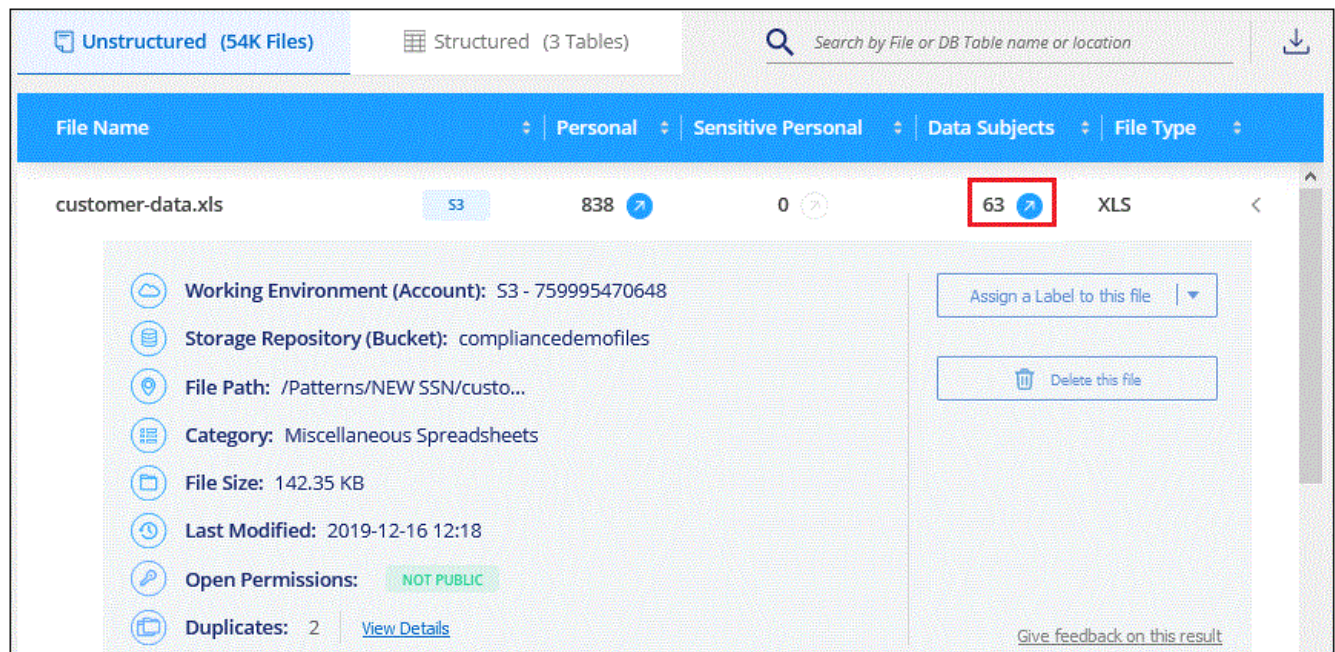 Unstructured (54K Files) Structured (3 Tables) Search by File or DB Table name or location
File Name Personal Sensitive Personal Data Subjects File Type
customer-data.xls S3 838 0 63 XLS
Working Environment (Account): S3 - 759995470648 Assign a Label to this file
Storage Repository (Bucket): compliancedemofiles
File Path: /Patterns/NEW SSN/custo... Delete this file
Category: Miscellaneous Spreadsheets
File Size: 142.35 KB
Last Modified: 2019-12-16 12:18
Open Permissions: NOT PUBLIC
Duplicates: 2 View Details Give feedback on this result